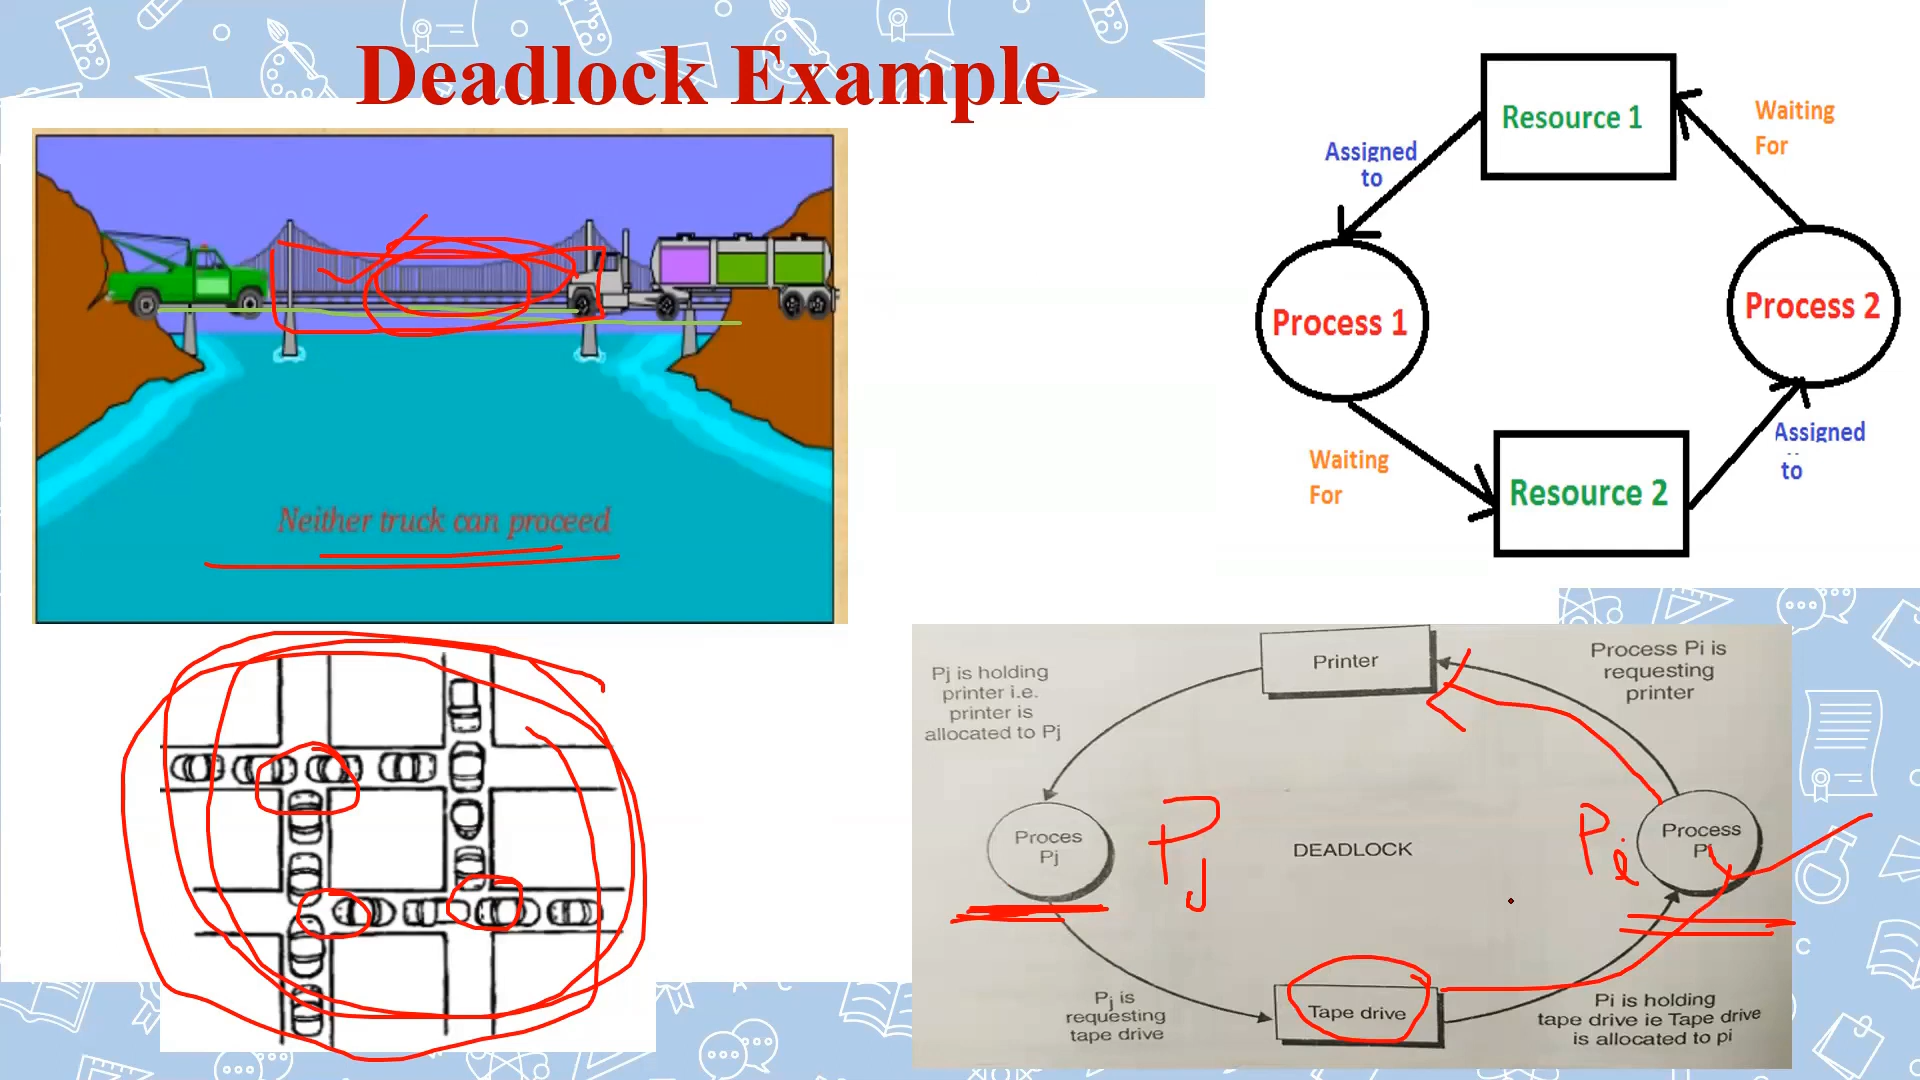 Deadlock Example
Neither truck can proceed
Resource 1
Assigned
to
Waiting
For
Process 1
Process 2
Waiting
For
Resource 2
Assigned
to
Printer
Pj is holding
printer i.e.
printer is
allocated to Pj
Process Pi is
requesting
printer
Proces
Pj
PJ
DEADLOCK
Pi
Process
Pi
Pj is
requesting
tape drive
Tape drive
Pi is holding
tape drive ie Tape drive
is allocated to pi